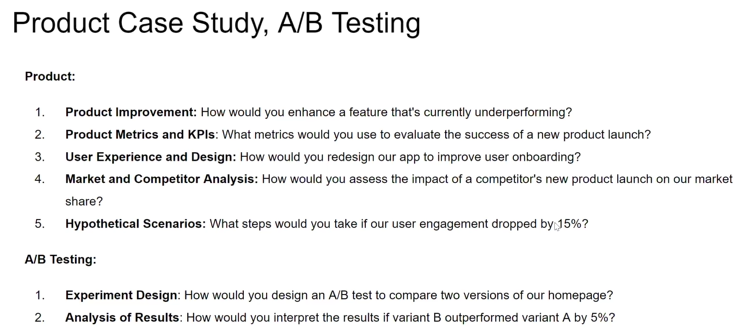 Product Case Study, A/B Testing
Product:
1. Product Improvement: How would you enhance a feature that's currently underperforming?
2. Product Metrics and KPIs: What metrics would you use to evaluate the success of a new product launch?
3. User Experience and Design: How would you redesign our app to improve user onboarding?
4. Market and Competitor Analysis: How would you assess the impact of a competitor's new product launch on our market
share?
5. Hypothetical Scenarios: What steps would you take if our user engagement dropped by 15%?
A/B Testing:
1. Experiment Design: How would you design an A/B test to compare two versions of our homepage?
2. Analysis of Results: How would you interpret the results if variant B outperformed variant A by 5%?